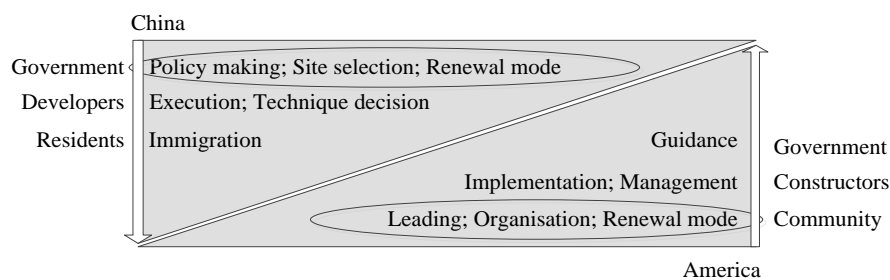 China
Government Policy making; Site selection; Renewal mode
Developers Execution; Technique decision
Residents Immigration
Guidance Government
Implementation; Management Constructors
Leading; Organisation; Renewal mode Community
America